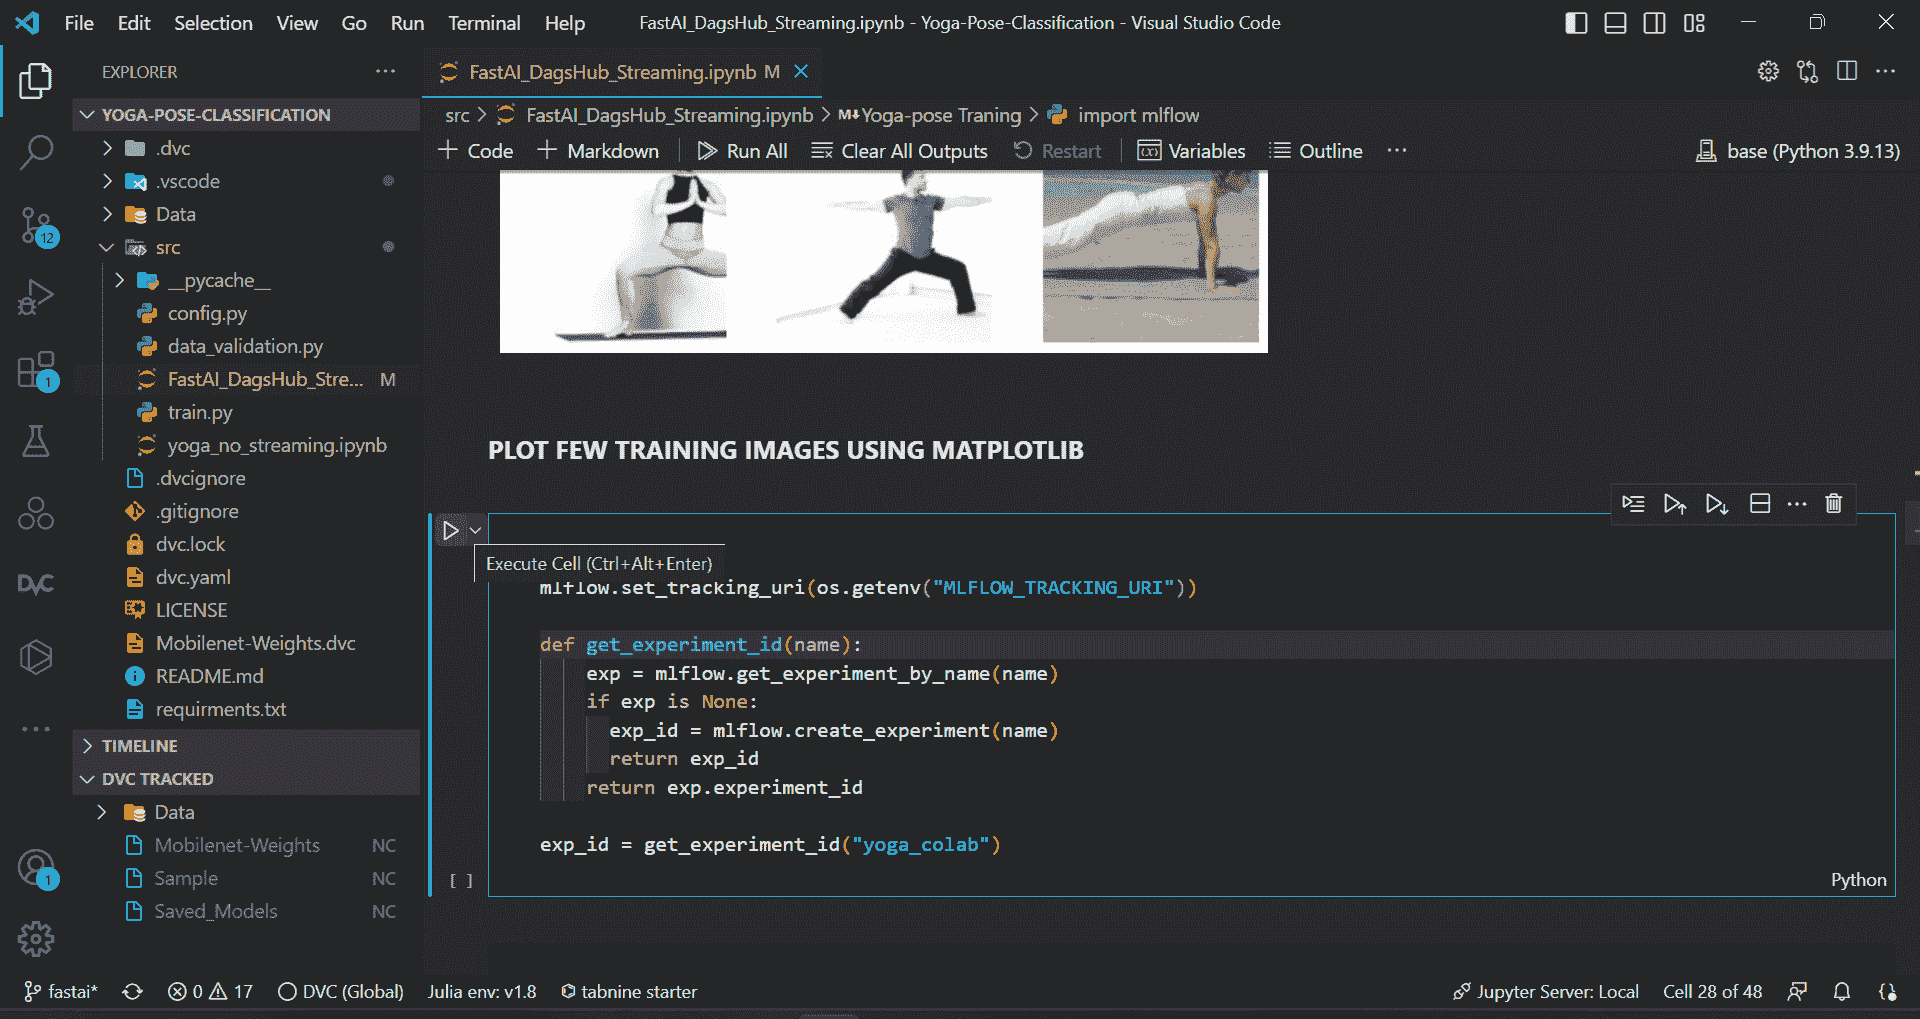 File Edit Selection View Go Run Terminal Help FastAI_DagsHub_Streaming.ipynb - Yoga-Pose-Classification - Visual Studio Code
EXPLORER
YOGA-POSE-CLASSIFICATION
.dvc
.vscode
Data
src
__pycache__
config.py
data_validation.py
FastAI_DagsHub_Stre... M
train.py
yoga_no_streaming.ipynb
.dvcignore
.gitignore
dvc.lock
dvc.yaml
LICENSE
Mobilenet-Weights.dvc
README.md
requirments.txt
TIMELINE
DVC TRACKED
Data
Mobilenet-Weights NC
Sample NC
Saved_Models NC
12
1
DVC
1
FastAI_DagsHub_Streaming.ipynb M
src > FastAI_DagsHub_Streaming.ipynb > M↓Yoga-pose Traning > import mlflow
+ Code + Markdown Run All Clear All Outputs Restart Variables Outline ... base (Python 3.9.13)
PLOT FEW TRAINING IMAGES USING MATPLOTLIB
Execute Cell (Ctrl+Alt+Enter)
mlflow.set_tracking_uri(os.getenv("MLFLOW_TRACKING_URI"))
def get_experiment_id(name):
exp = mlflow.get_experiment_by_name(name)
if exp is None:
exp_id = mlflow.create_experiment(name)
return exp_id
return exp.experiment_id
exp_id = get_experiment_id("yoga_colab")
[ ] Python
fastai* 0 17 DVC (Global) Julia env: v1.8 tabnine starter Jupyter Server: Local Cell 28 of 48